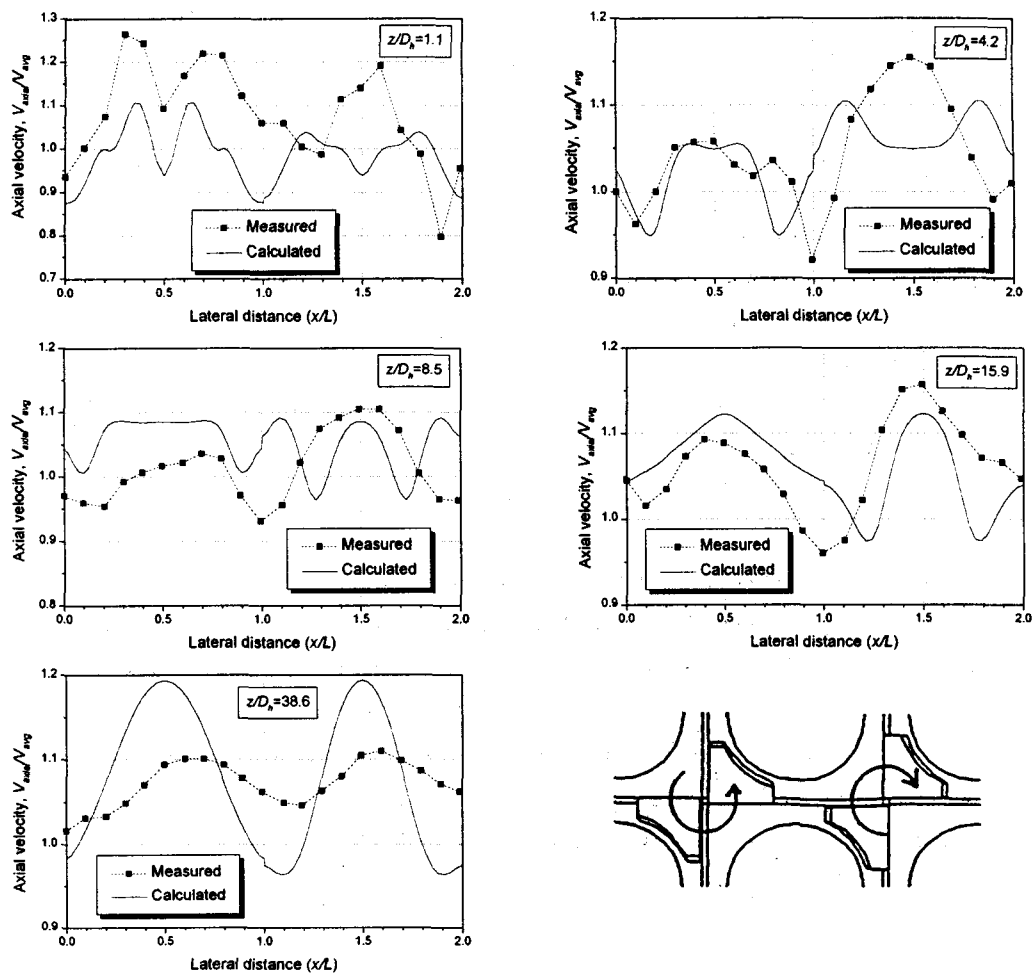 z/D_h=1.1
Axial velocity, V_axial/V_avg
1.3
1.2
1.1
1.0
0.9
0.8
0.7
Measured
Calculated
0.0 0.5 1.0 1.5 2.0
Lateral distance (x/L)
z/D_h=4.2
Axial velocity, V_axial/V_avg
1.2
1.1
1.0
0.9
Measured
Calculated
0.0 0.5 1.0 1.5 2.0
Lateral distance (x/L)
z/D_h=8.5
Axial velocity, V_axial/V_avg
1.2
1.1
1.0
0.9
0.8
Measured
Calculated
0.0 0.5 1.0 1.5 2.0
Lateral distance (x/L)
z/D_h=15.9
Axial velocity, V_axial/V_avg
1.2
1.1
1.0
0.9
Measured
Calculated
0.0 0.5 1.0 1.5 2.0
Lateral distance (x/L)
z/D_h=38.6
Axial velocity, V_axial/V_avg
1.2
1.1
1.0
0.9
Measured
Calculated
0.0 0.5 1.0 1.5 2.0
Lateral distance (x/L)